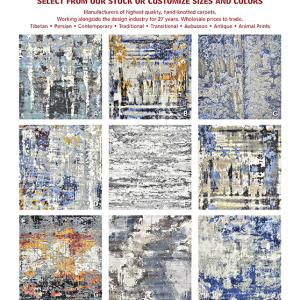 SELECT FROM OUR STOCK OR CUSTOMIZE SIZES AND COLORS
Manufacturers of highest quality, hand-knotted carpets.
Working alongside the design industry for 27 years. Wholesale prices to trade.
Tibetan • Persian • Contemporary • Traditional • Transitional • Aubusson • Antique • Animal Prints
B
C